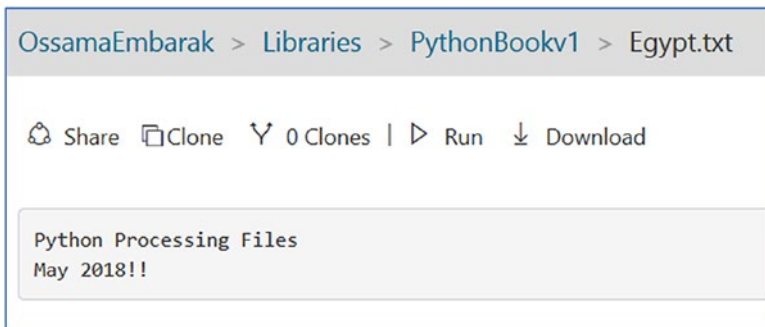 OssamaEmbarak > Libraries > PythonBookv1 > Egypt.txt
Share Clone 0 Clones | Run Download
Python Processing Files
May 2018!!